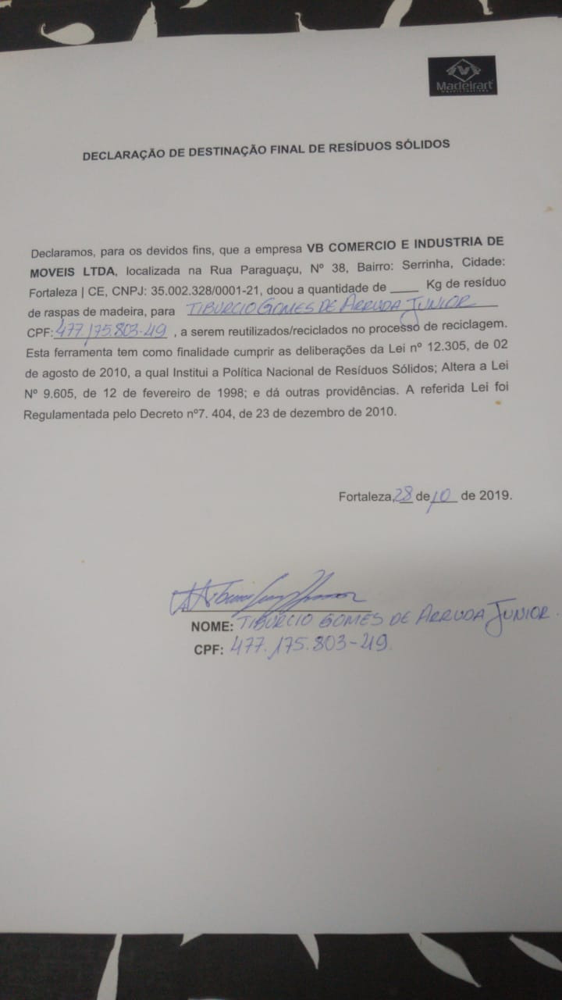 Madeirart
DECLARAÇÃO DE DESTINAÇÃO FINAL DE RESÍDUOS SÓLIDOS
Declaramos, para os devidos fins, que a empresa VB COMERCIO E INDUSTRIA DE
MOVEIS LTDA, localizada na Rua Paraguaçu, Nº 38, Bairro: Serrinha, Cidade:
Fortaleza | CE, CNPJ: 35.002.328/0001-21, doou a quantidade de ____ Kg de resíduo
de raspas de madeira, para TIBURCIO GOMES DE ARRUDA JUNIOR
CPF: 477.175.803-49, a serem reutilizados/reciclados no processo de reciclagem.
Esta ferramenta tem como finalidade cumprir as deliberações da Lei nº 12.305, de 02
de agosto de 2010, a qual Institui a Política Nacional de Resíduos Sólidos; Altera a Lei
Nº 9.605, de 12 de fevereiro de 1998; e dá outras providências. A referida Lei foi
Regulamentada pelo Decreto nº7. 404, de 23 de dezembro de 2010.
Fortaleza, 28 de 10 de 2019.
NOME: TIBURCIO GOMES DE ARRUDA JUNIOR.
CPF: 477.175.803-49.